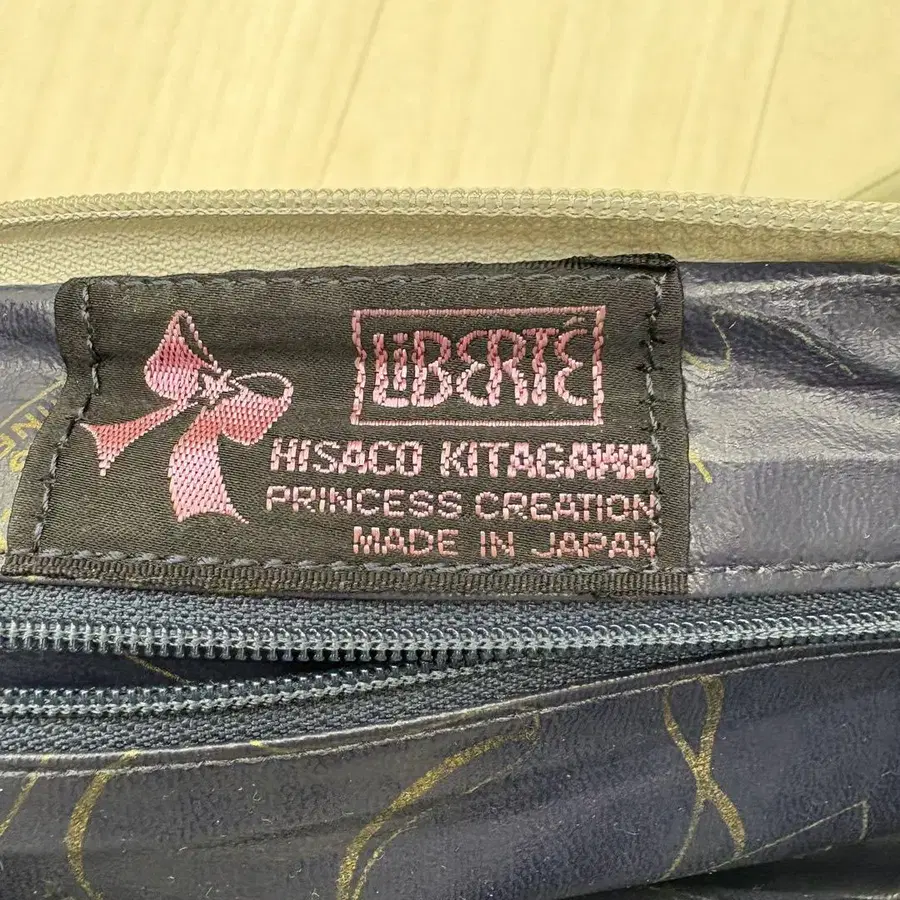 LiBERTÉ
HISACO KITAGAWA
PRINCESS CREATION
MADE IN JAPAN